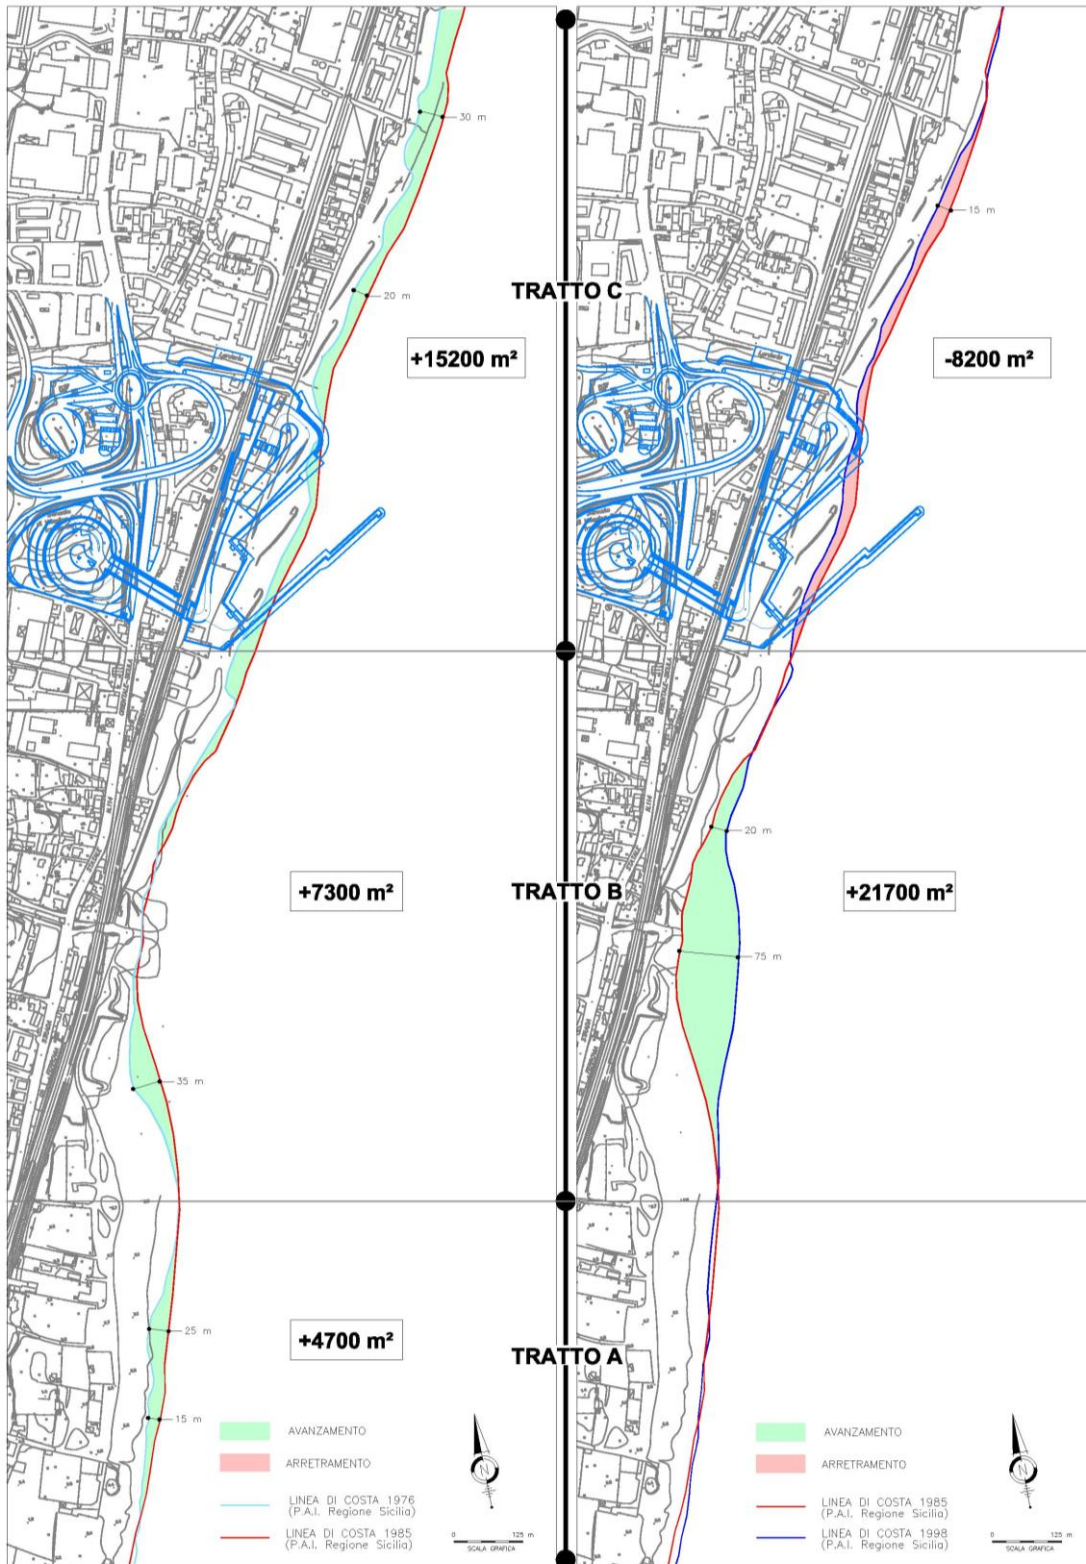 30 m
20 m
TRATTO C
+15200 m²
15 m
-8200 m²
20 m
+7300 m²
TRATTO B
+21700 m²
75 m
35 m
25 m
+4700 m²
TRATTO A
15 m
AVANZAMENTO
ARRETRAMENTO
LINEA DI COSTA 1976
(P.A.I. Regione Sicilia)
LINEA DI COSTA 1985
(P.A.I. Regione Sicilia)
N
0 125 m
SCALA GRAFICA
AVANZAMENTO
ARRETRAMENTO
LINEA DI COSTA 1985
(P.A.I. Regione Sicilia)
LINEA DI COSTA 1998
(P.A.I. Regione Sicilia)
N
0 125 m
SCALA GRAFICA